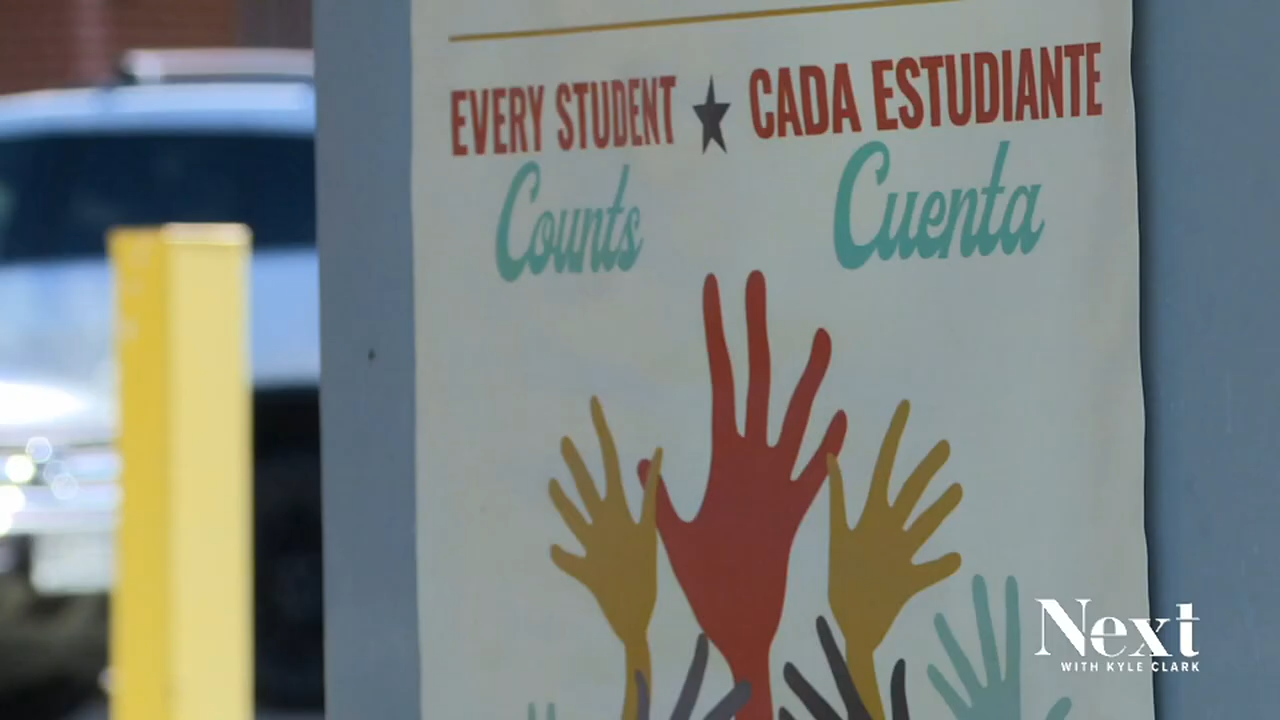 EVERY STUDENT ★ CADA ESTUDIANTE
Counts Cuenta
Next
WITH KYLE CLARK